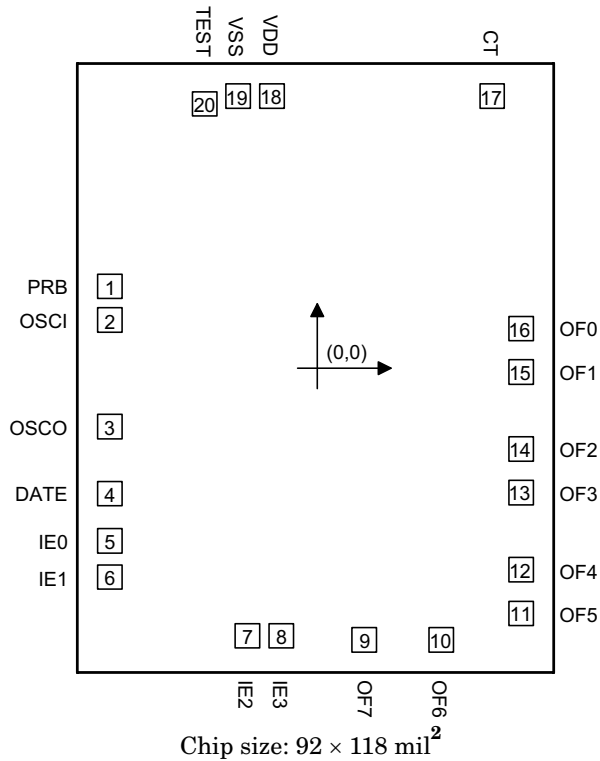 TEST VSS VDD CT
20 19 18 17
PRB 1
OSCI 2
(0,0)
16 OF0
15 OF1
OSCO 3
14 OF2
DATE 4
13 OF3
IE0 5
IE1 6
12 OF4
11 OF5
7 8 9 10
IE2 IE3 OF7 OF6
Chip size: 92 × 118 mil²